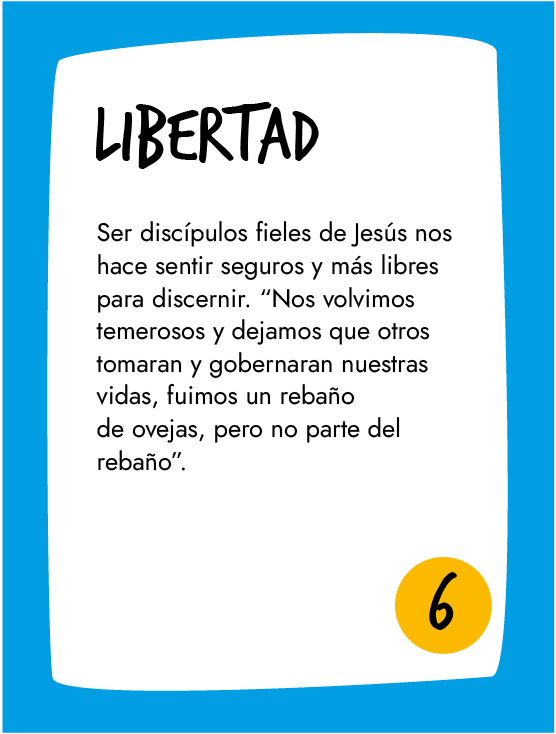 LIBERTAD
Ser discípulos fieles de Jesús nos
hace sentir seguros y más libres
para discernir. “Nos volvimos
temerosos y dejamos que otros
tomaran y gobernaran nuestras
vidas, fuimos un rebaño
de ovejas, pero no parte del
rebaño”.
6